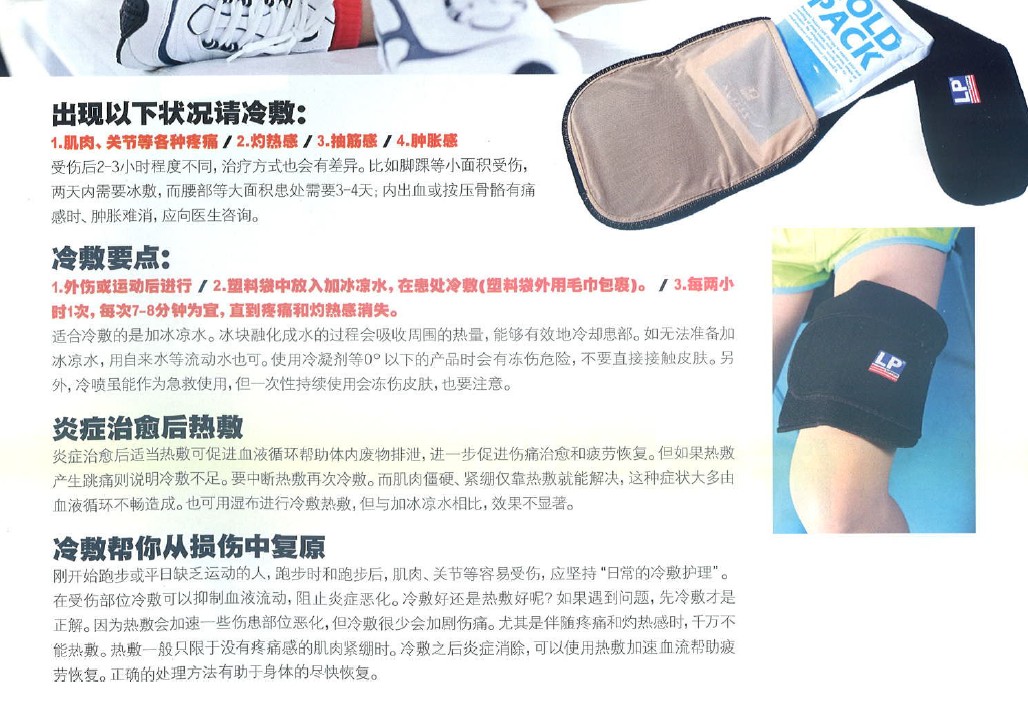 OLD
PACK
LP
出现以下状况请冷敷：
1.肌肉、关节等各种疼痛 / 2.灼热感 / 3.抽筋感 / 4.肿胀感
受伤后2-3小时程度不同，治疗方式也会有差异。比如脚踝等小面积受伤，
两天内需要冰敷，而腰部等大面积患处需要3-4天；内出血或按压骨骼有痛
感时、肿胀难消，应向医生咨询。
冷敷要点：
1.外伤或运动后进行 / 2.塑料袋中放入加冰凉水，在患处冷敷(塑料袋外用毛巾包裹)。 / 3.每两小
时1次，每次7-8分钟为宜，直到疼痛和灼热感消失。
适合冷敷的是加冰凉水。冰块融化成水的过程会吸收周围的热量，能够有效地冷却患部。如无法准备加
冰凉水，用自来水等流动水也可。使用冷凝剂等0°以下的产品时会有冻伤危险，不要直接接触皮肤。另
外，冷喷虽能作为急救使用，但一次性持续使用会冻伤皮肤，也要注意。
LP
炎症治愈后热敷
炎症治愈后适当热敷可促进血液循环帮助体内废物排泄，进一步促进伤痛治愈和疲劳恢复。但如果热敷
产生跳痛则说明冷敷不足。要中断热敷再次冷敷。而肌肉僵硬、紧绷仅靠热敷就能解决，这种症状大多由
血液循环不畅造成。也可用湿布进行冷敷热敷，但与加冰凉水相比，效果不显著。
冷敷帮你从损伤中复原
刚开始跑步或平日缺乏运动的人，跑步时和跑步后，肌肉、关节等容易受伤，应坚持“日常的冷敷护理”。
在受伤部位冷敷可以抑制血液流动，阻止炎症恶化。冷敷好还是热敷好呢？如果遇到问题，先冷敷才是
正解。因为热敷会加速一些伤患部位恶化，但冷敷很少会加剧伤痛。尤其是伴随疼痛和灼热感时，千万不
能热敷。热敷一般只限于没有疼痛感的肌肉紧绷时。冷敷之后炎症消除，可以使用热敷加速血流帮助疲
劳恢复。正确的处理方法有助于身体的尽快恢复。